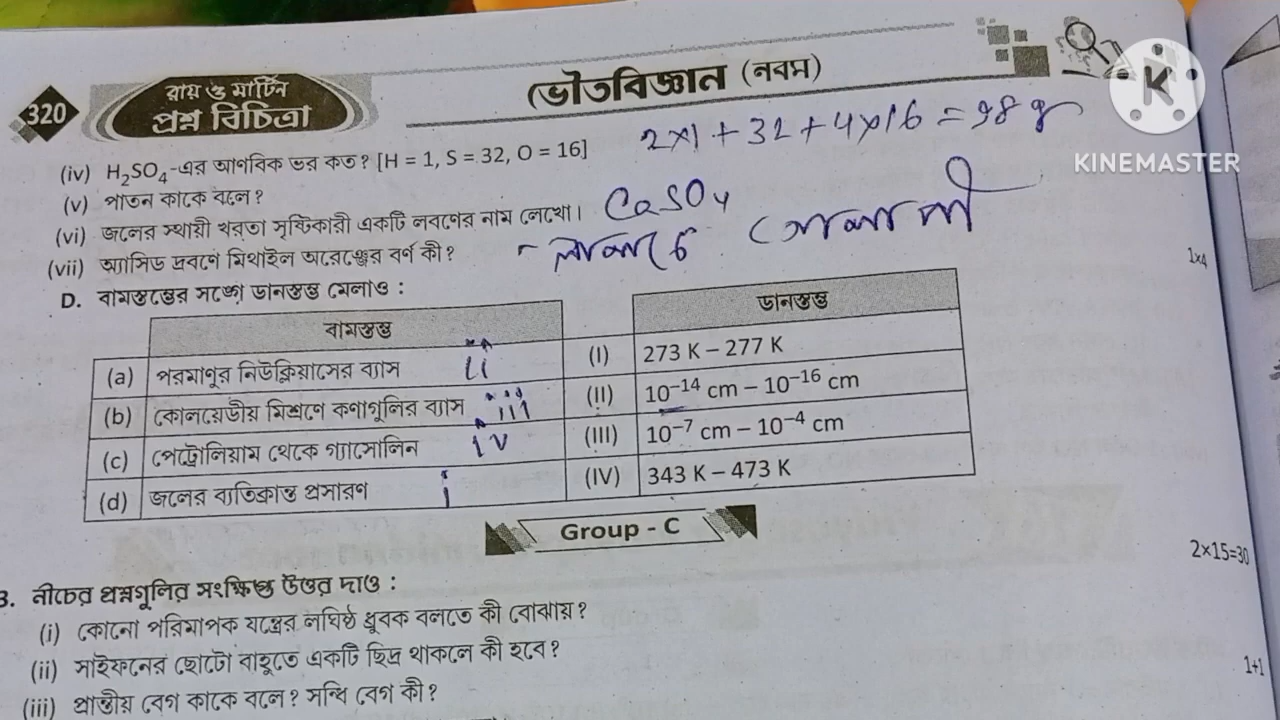 320
রায় ও মার্টিন
প্রশ্ন বিচিত্রা
ভৌতবিজ্ঞান (নবম)
K
KINEMASTER
(iv) H₂SO₄-এর আণবিক ভর কত? [H = 1, S = 32, O = 16] 2×1 + 32 + 4×16 = 98 g
(v) পাতন কাকে বলে?
(vi) জলের স্থায়ী খরতা সৃষ্টিকারী একটি লবণের নাম লেখো। CaSO₄
(vii) অ্যাসিড দ্রবণে মিথাইল অরেঞ্জের বর্ণ কী? - লালচে গোলাপী
D. বামস্তম্ভের সঙ্গে ডানস্তম্ভ মেলাও : 1×4
বামস্তম্ভ ডানস্তম্ভ
(a) পরমাণুর নিউক্লিয়াসের ব্যাস ii (I) 273 K – 277 K
(b) কোলয়েডীয় মিশ্রণে কণাগুলির ব্যাস iii (II) 10⁻¹⁴ cm – 10⁻¹⁶ cm
(c) পেট্রোলিয়াম থেকে গ্যাসোলিন iv (III) 10⁻⁷ cm – 10⁻⁴ cm
(d) জলের ব্যতিক্রান্ত প্রসারণ i (IV) 343 K – 473 K
Group - C
3. নীচের প্রশ্নগুলির সংক্ষিপ্ত উত্তর দাও : 2×15=30
(i) কোনো পরিমাপক যন্ত্রের লঘিষ্ঠ ধ্রুবক বলতে কী বোঝায়?
(ii) সাইফনের ছোটো বাহুতে একটি ছিদ্র থাকলে কী হবে?
(iii) প্রান্তীয় বেগ কাকে বলে? সন্ধি বেগ কী? 1+1